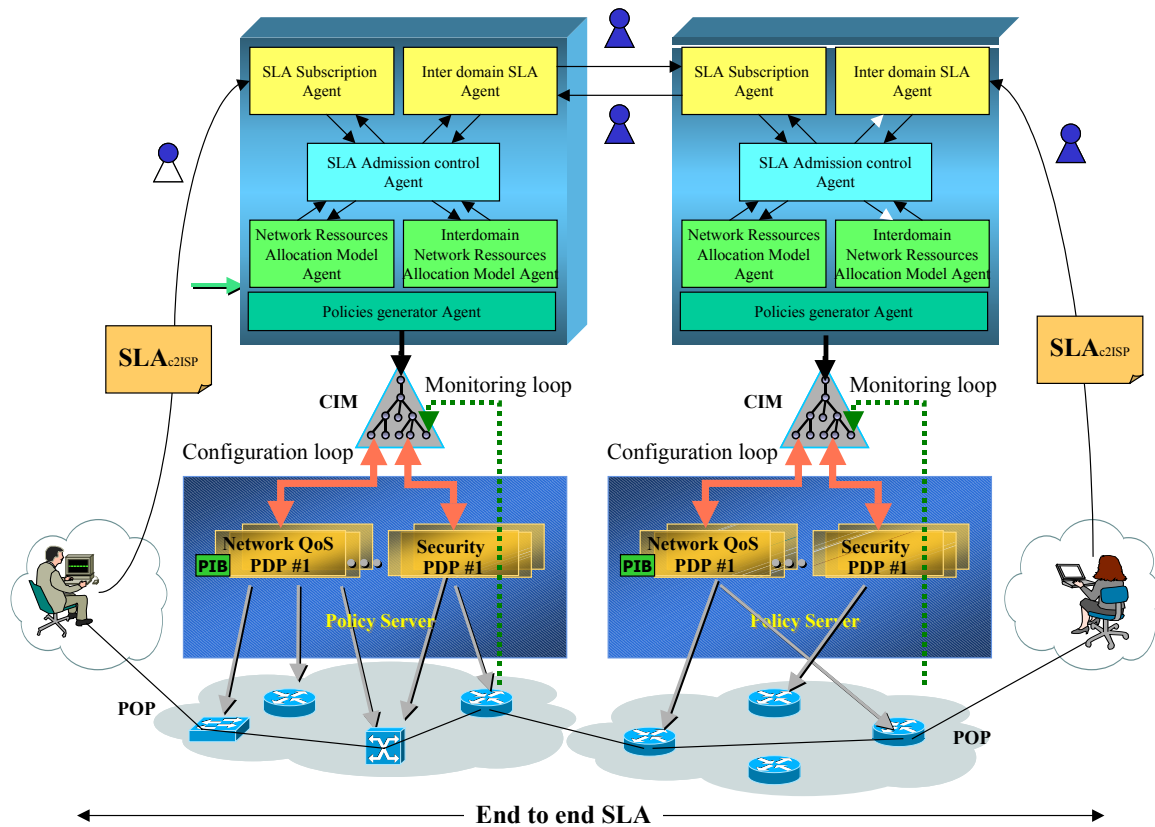 SLA Subscription
Agent
Inter domain SLA
Agent
SLA Admission control
Agent
Network Ressources
Allocation Model
Agent
Interdomain
Network Ressources
Allocation Model Agent
Policies generator Agent
SLA Subscription
Agent
Inter domain SLA
Agent
SLA Admission control
Agent
Network Ressources
Allocation Model
Agent
Interdomain
Network Ressources
Allocation Model Agent
Policies generator Agent
SLAc2ISP
SLAc2ISP
CIM
Monitoring loop
Configuration loop
CIM
Monitoring loop
Configuration loop
Network QoS
PDP #1
PIB
Security
PDP #1
Policy Server
Network QoS
PDP #1
PIB
Security
PDP #1
Policy Server
POP
POP
End to end SLA